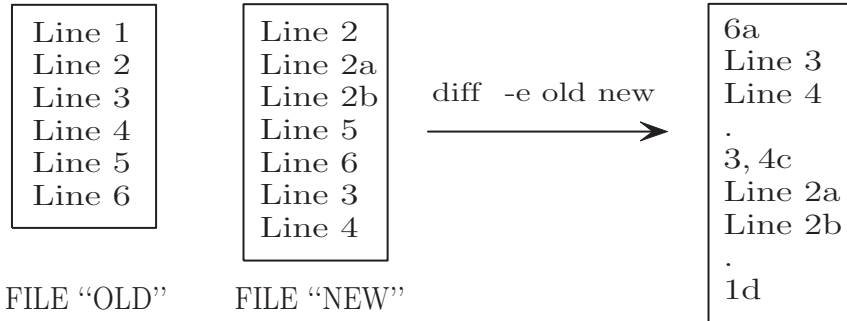 Line 1
Line 2
Line 3
Line 4
Line 5
Line 6
FILE “OLD”
Line 2
Line 2a
Line 2b
Line 5
Line 6
Line 3
Line 4
FILE “NEW”
diff -e old new
6a
Line 3
Line 4
.
3, 4c
Line 2a
Line 2b
.
1d